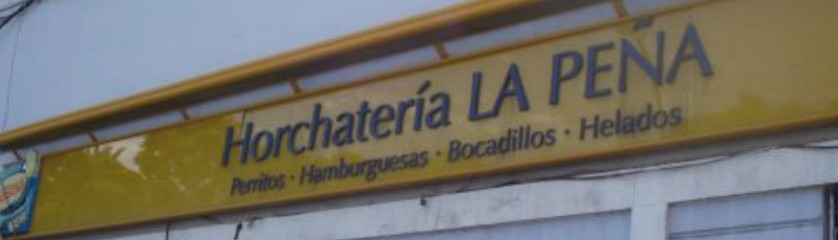 Horchatería LA PEÑA
Perritos · Hamburguesas · Bocadillos · Helados